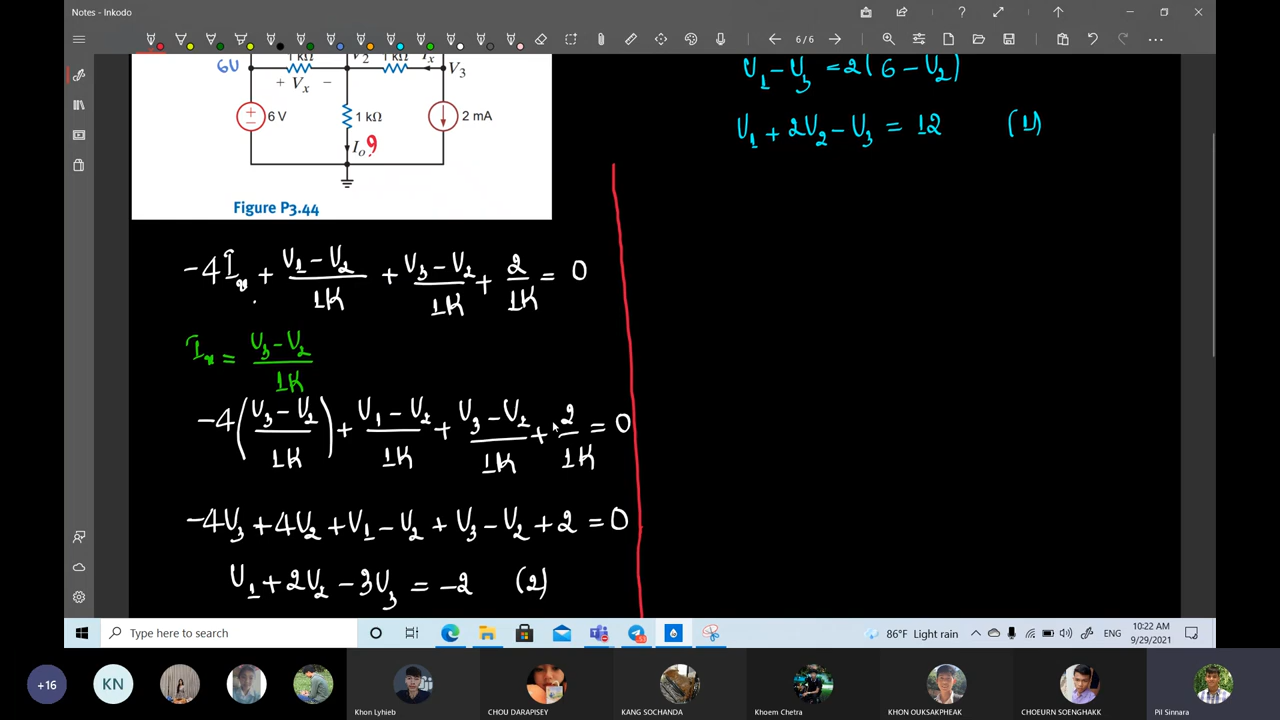 Notes - Inkodo
6/6
6V
1 kΩ
V2
1 kΩ
Ix
V3
+ Vx −
6 V
1 kΩ
2 mA
Io ?
Figure P3.44
V1 − V3 = 2(6 − V2)
V1 + 2V2 − V3 = 12 (1)
−4Ix + (V1 − V2)/1K + (V3 − V2)/1K + 2/1K = 0
Ix = (V3 − V2)/1K
−4((V3 − V2)/1K) + (V1 − V2)/1K + (V3 − V2)/1K + 2/1K = 0
−4V3 + 4V2 + V1 − V2 + V3 − V2 + 2 = 0
V1 + 2V2 − 3V3 = −2 (2)
Type here to search
86°F Light rain
ENG
10:22 AM
9/29/2021
+16
KN
Khon Lyhieb
CHOU DARAPISEY
KANG SOCHANDA
Khoem Chetra
KHON OUKSAKPHEAK
CHOEURN SOENGHAKK
Pil Sinnara